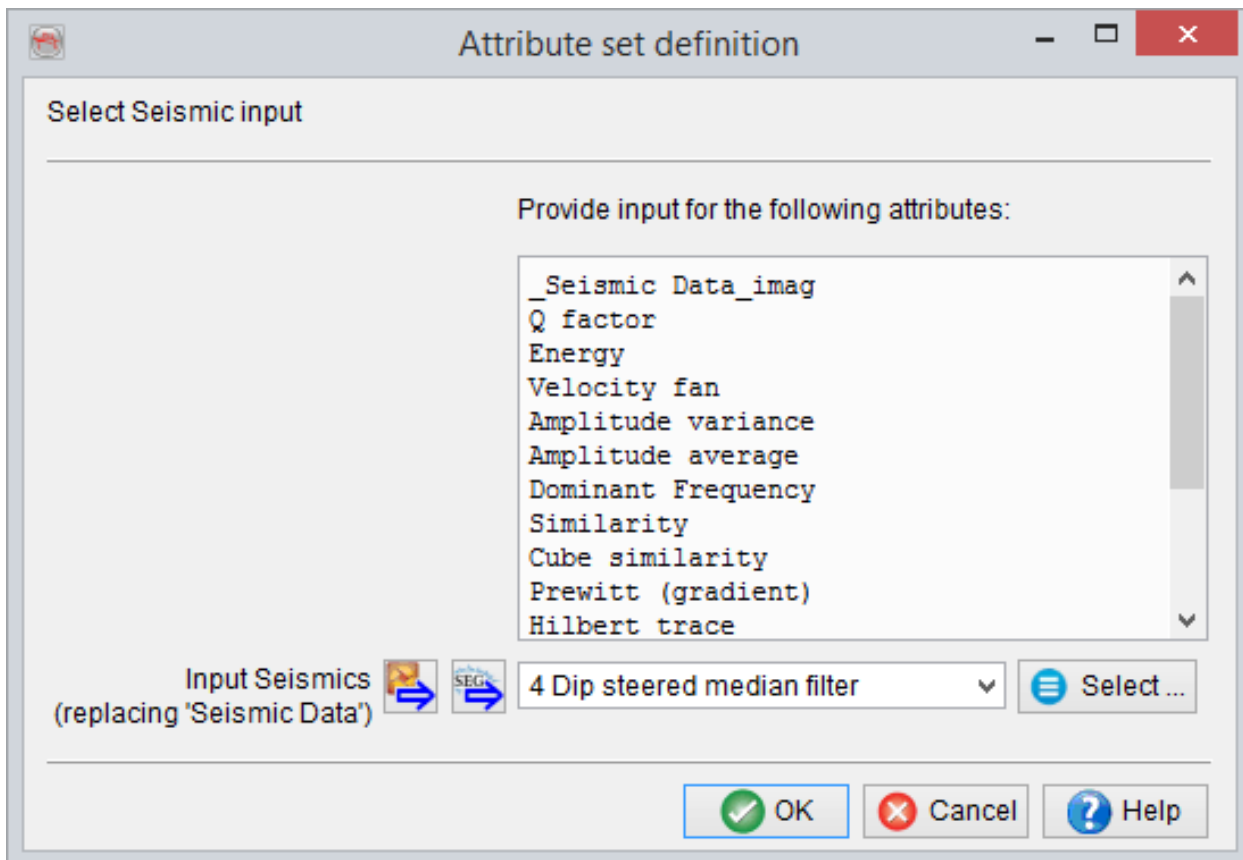 Attribute set definition
Select Seismic input
Provide input for the following attributes:
_Seismic Data_imag
Q factor
Energy
Velocity fan
Amplitude variance
Amplitude average
Dominant Frequency
Similarity
Cube similarity
Prewitt (gradient)
Hilbert trace
Input Seismics
(replacing 'Seismic Data')
SEG
4 Dip steered median filter
Select ...
OK
Cancel
Help